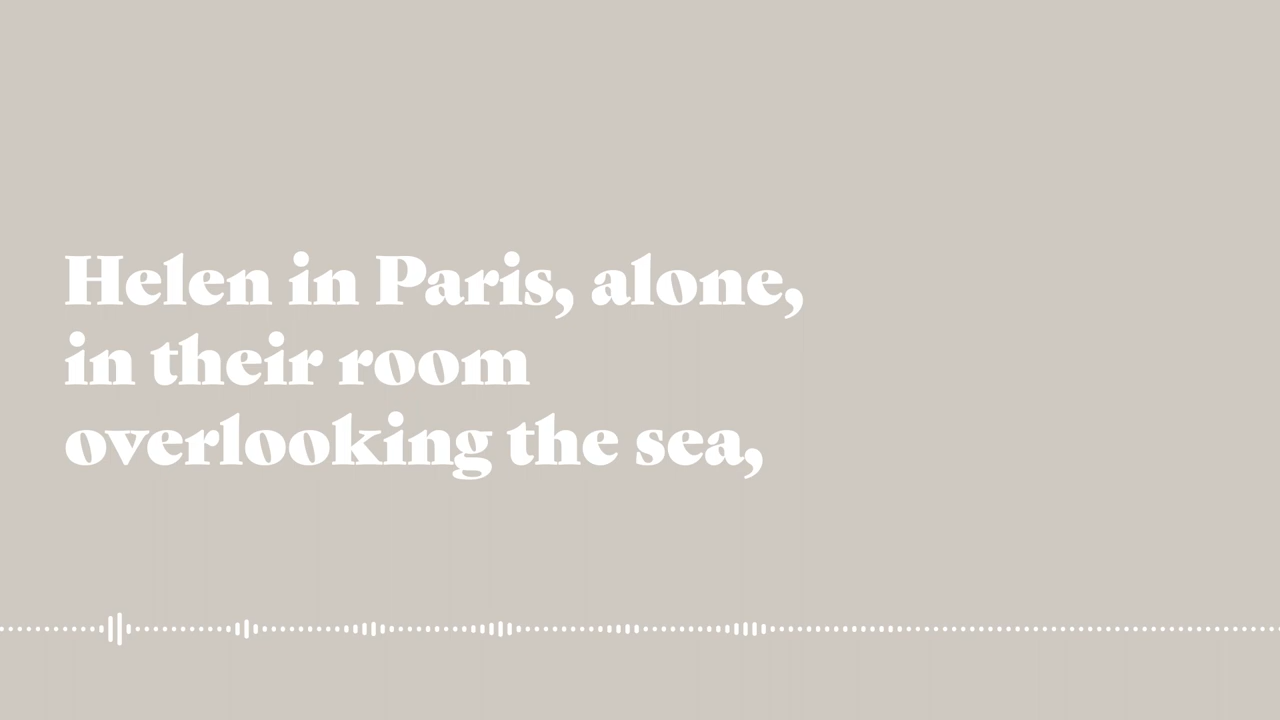 Helen in Paris, alone,
in their room
overlooking the sea,